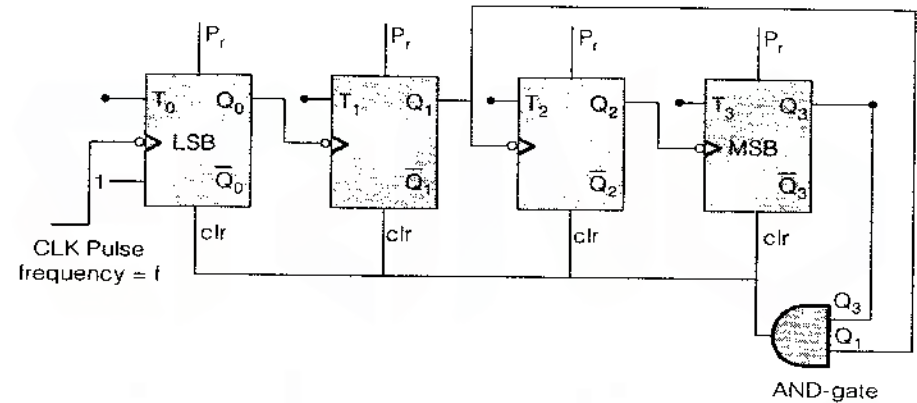 Pr
Pr
Pr
Pr
T0
Q0
T1
Q1
T2
Q2
T3
Q3
LSB
MSB
1
Q̅0
Q̅1
Q̅2
Q̅3
clr
clr
clr
clr
CLK Pulse
frequency = f
Q3
Q1
AND-gate